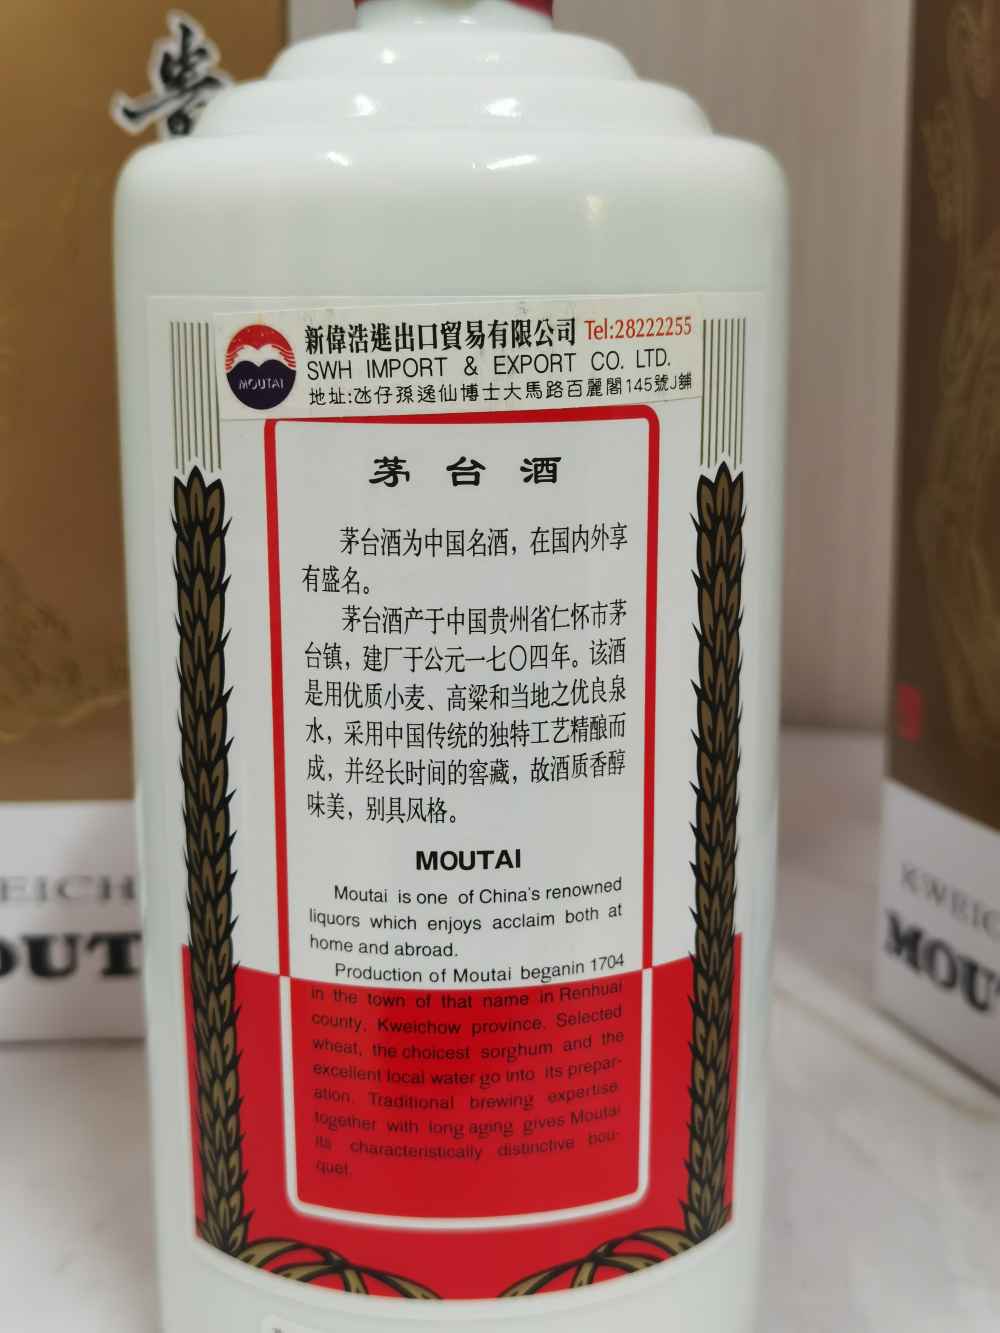 贵
MOUTAI
新偉浩進出口貿易有限公司 Tel:28222255
SWH IMPORT & EXPORT CO. LTD.
地址:氹仔孫逸仙博士大馬路百麗閣145號J鋪
茅台酒
茅台酒为中国名酒，在国内外享
有盛名。
茅台酒产于中国贵州省仁怀市茅
台镇，建厂于公元一七〇四年。该酒
是用优质小麦、高粱和当地之优良泉
水，采用中国传统的独特工艺精酿而
成，并经长时间的窖藏，故酒质香醇
味美，别具风格。
MOUTAI
Moutai is one of China's renowned
liquors which enjoys acclaim both at
home and abroad.
Production of Moutai beganin 1704
in the town of that name in Renhuai
county, Kweichow province. Selected
wheat, the choicest sorghum and the
excellent local water go into its prepar-
ation. Traditional brewing expertise
together with long aging gives Moutai
its characteristically distinctive bou-
quet.
EICH
OUT
KWEIC
MOU